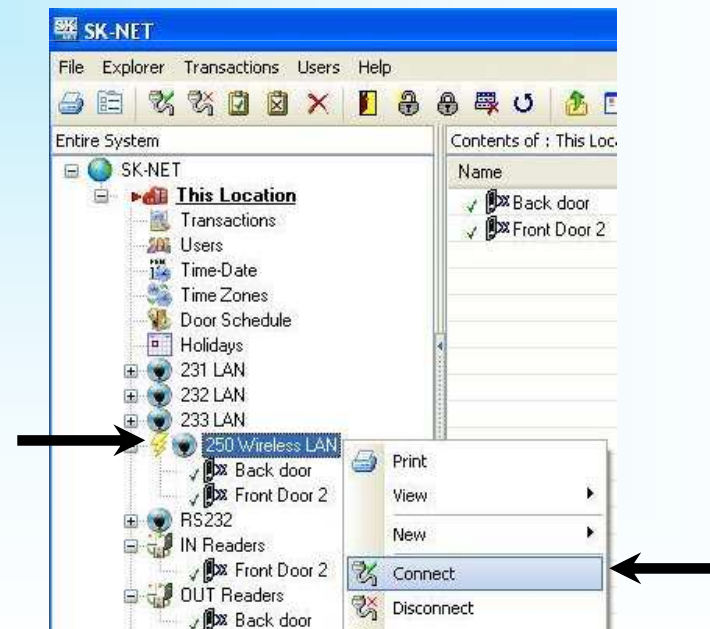 SK-NET
File Explorer Transactions Users Help
Entire System
Contents of : This Loc
SK-NET
This Location
Transactions
Users
Time-Date
Time Zones
Door Schedule
Holidays
231 LAN
232 LAN
233 LAN
250 Wireless LAN
Back door
Front Door 2
RS232
IN Readers
Front Door 2
OUT Readers
Back door
Name
Back door
Front Door 2
Print
View
New
Connect
Disconnect